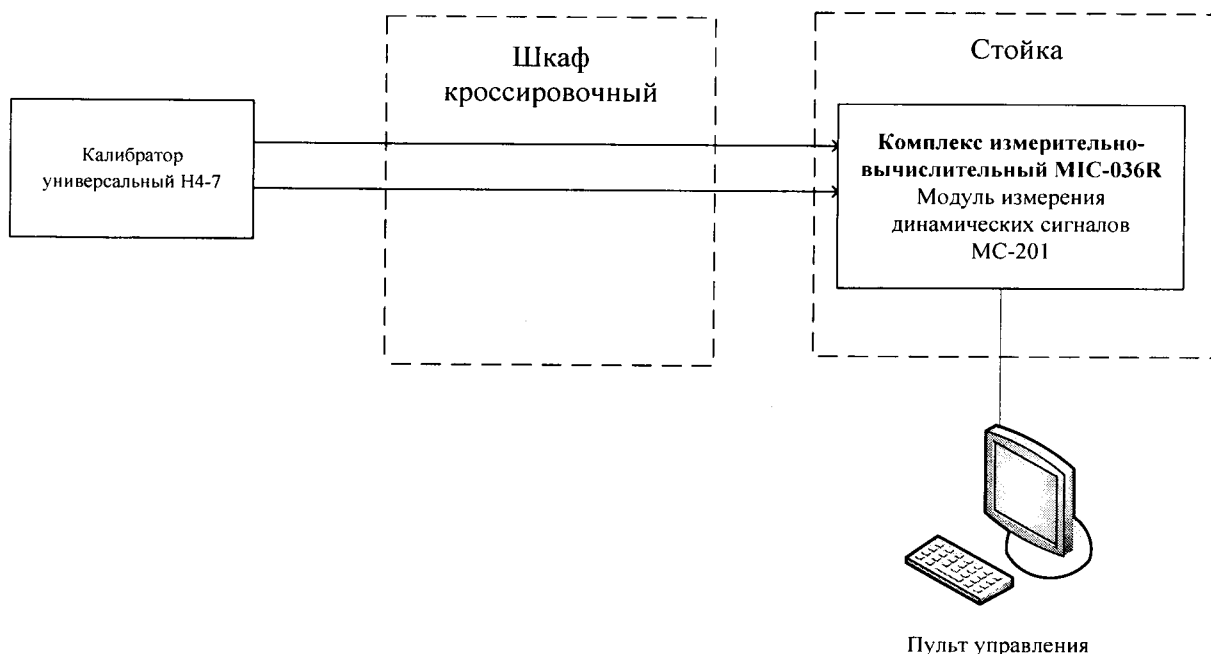 Шкаф
кроссировочный
Стойка
Калибратор
универсальный Н4-7
Комплекс измерительно-
вычислительный MIC-036R
Модуль измерения
динамических сигналов
МС-201
Пульт управления